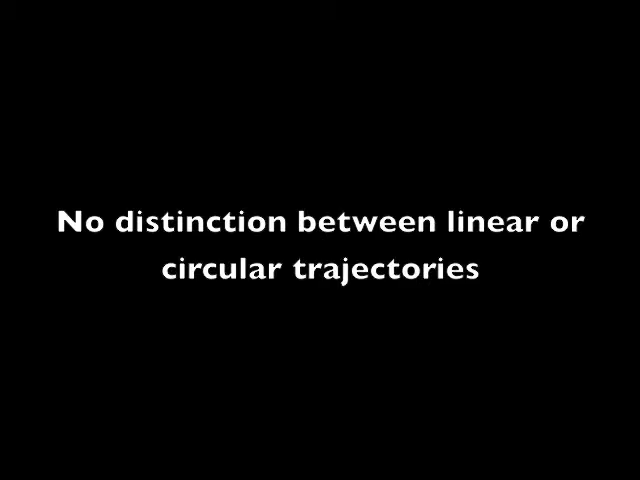 No distinction between linear or
circular trajectories